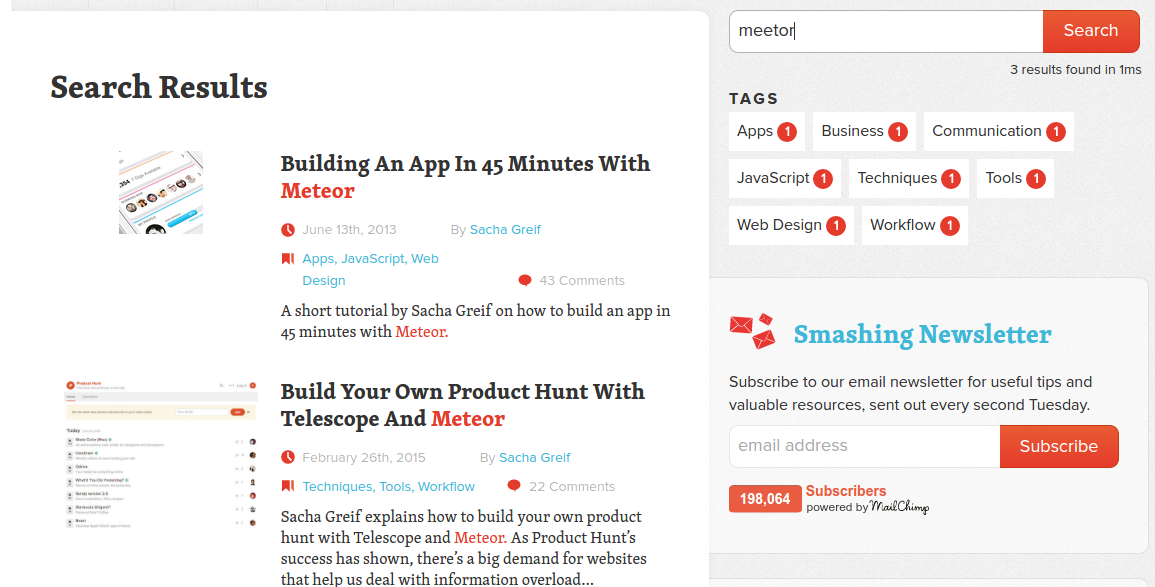 Search Results
Building An App In 45 Minutes With
Meteor
June 13th, 2013 By Sacha Greif
Apps, JavaScript, Web
Design
43 Comments
A short tutorial by Sacha Greif on how to build an app in
45 minutes with Meteor.
Product Hunt
Today
Build Your Own Product Hunt With
Telescope And Meteor
February 26th, 2015 By Sacha Greif
Techniques, Tools, Workflow 22 Comments
Sacha Greif explains how to build your own product
hunt with Telescope and Meteor. As Product Hunt’s
success has shown, there’s a big demand for websites
that help us deal with information overload...
meetor Search
3 results found in 1ms
TAGS
Apps 1 Business 1 Communication 1
JavaScript 1 Techniques 1 Tools 1
Web Design 1 Workflow 1
Smashing Newsletter
Subscribe to our email newsletter for useful tips and
valuable resources, sent out every second Tuesday.
email address Subscribe
198,064 Subscribers
powered by MailChimp